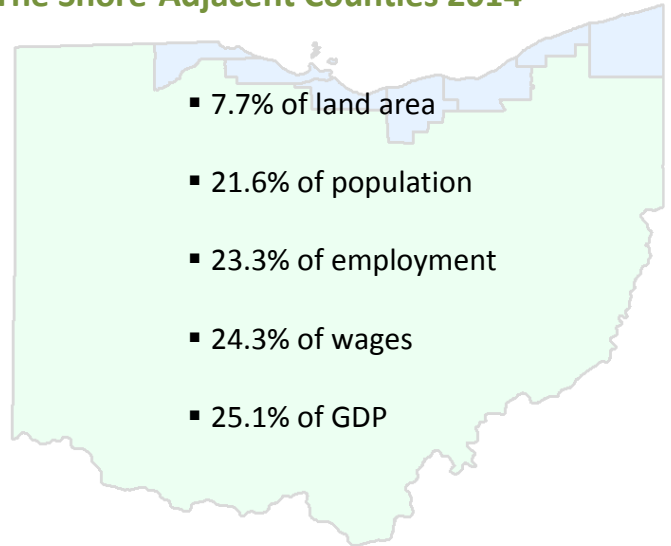 The Shore-Adjacent Counties 2014
▪ 7.7% of land area
▪ 21.6% of population
▪ 23.3% of employment
▪ 24.3% of wages
▪ 25.1% of GDP